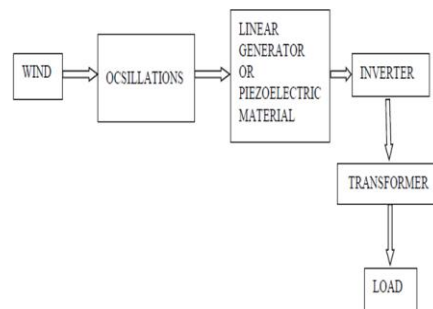 WIND
OCSILLATIONS
LINEAR
GENERATOR
OR
PIEZOELECTRIC
MATERIAL
INVERTER
TRANSFORMER
LOAD